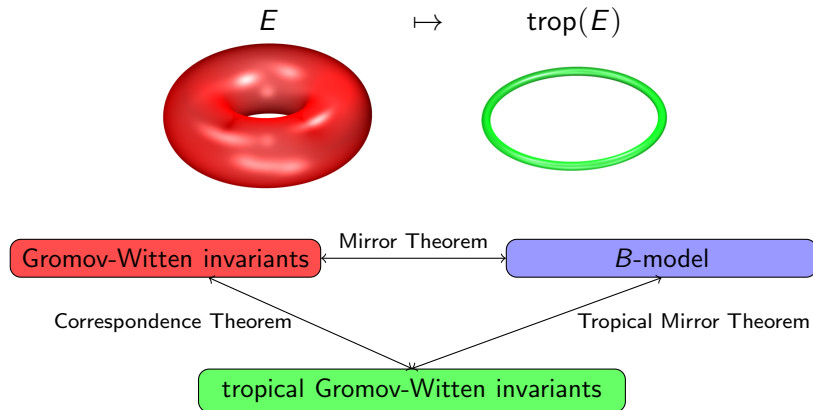 E ↦ trop(E)
Mirror Theorem
Gromov-Witten invariants B-model
Correspondence Theorem Tropical Mirror Theorem
tropical Gromov-Witten invariants